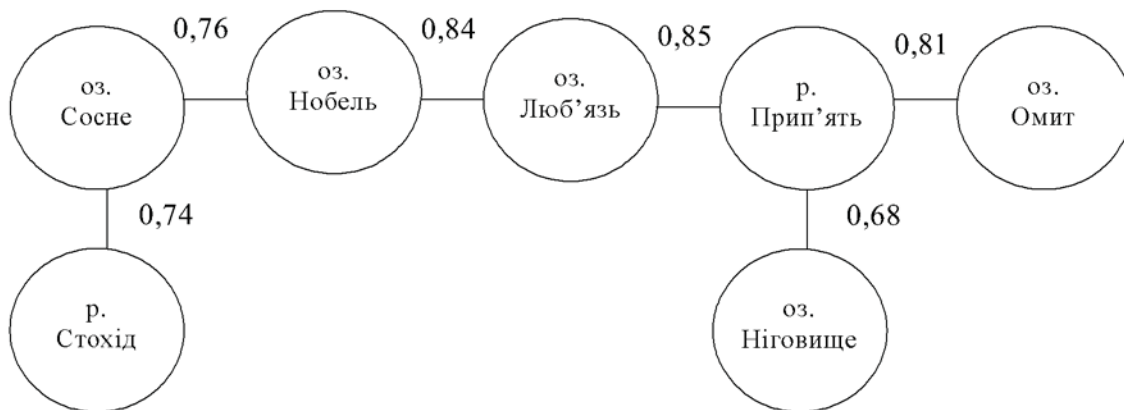 0,76
0,84
0,85
0,81
оз.
Сосне
оз.
Нобель
оз.
Люб’язь
р.
Прип’ять
оз.
Омит
0,74
0,68
р.
Стохід
оз.
Ніговище